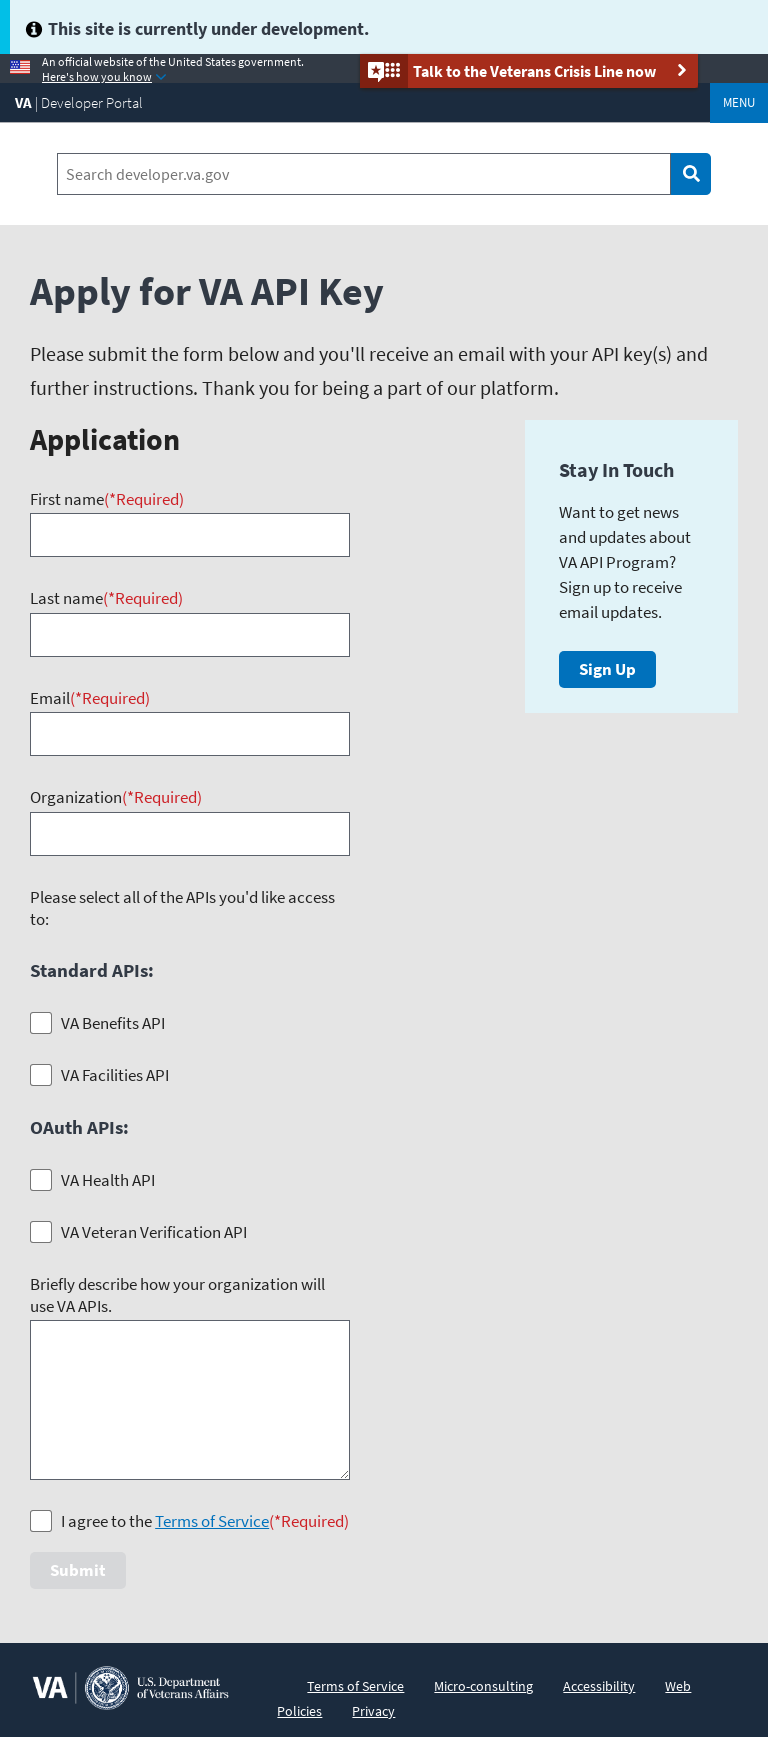 This site is currently under development.
An official website of the United States government.
Here's how you know
Talk to the Veterans Crisis Line now
VA | Developer Portal
MENU
Search developer.va.gov
Apply for VA API Key
Please submit the form below and you'll receive an email with your API key(s) and
further instructions. Thank you for being a part of our platform.
Application
First name(*Required)
Last name(*Required)
Email(*Required)
Organization(*Required)
Please select all of the APIs you'd like access
to:
Standard APIs:
VA Benefits API
VA Facilities API
OAuth APIs:
VA Health API
VA Veteran Verification API
Briefly describe how your organization will
use VA APIs.
I agree to the Terms of Service(*Required)
Submit
Stay In Touch
Want to get news
and updates about
VA API Program?
Sign up to receive
email updates.
Sign Up
VA
U.S. Department
of Veterans Affairs
Terms of Service Micro-consulting Accessibility Web
Policies Privacy